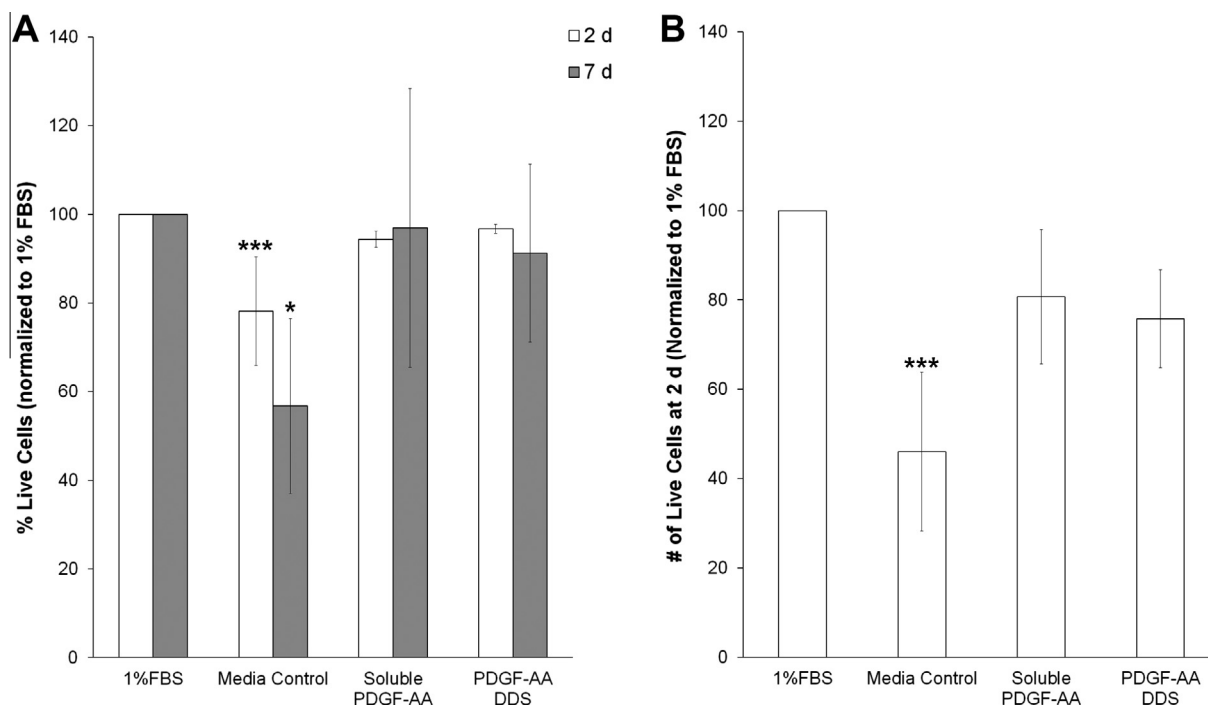 A
% Live Cells (normalized to 1% FBS)
140
120
100
80
60
40
20
0
2 d
7 d
***
*
1%FBS
Media Control
Soluble
PDGF-AA
PDGF-AA
DDS
B
# of Live Cells at 2 d (Normalized to 1% FBS)
140
120
100
80
60
40
20
0
***
1%FBS
Media Control
Soluble
PDGF-AA
PDGF-AA
DDS